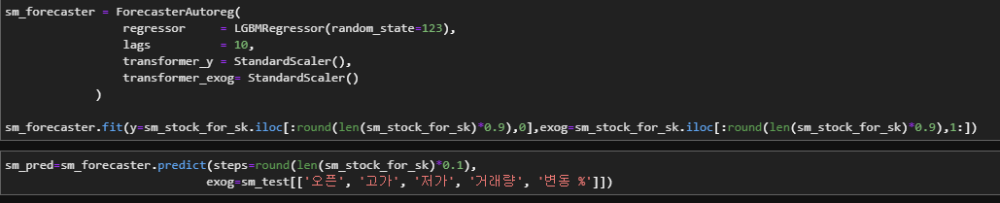 sm_forecaster = ForecasterAutoreg(
regressor = LGBMRegressor(random_state=123),
lags = 10,
transformer_y = StandardScaler(),
transformer_exog= StandardScaler()
)
sm_forecaster.fit(y=sm_stock_for_sk.iloc[:round(len(sm_stock_for_sk)*0.9),0],exog=sm_stock_for_sk.iloc[:round(len(sm_stock_for_sk)*0.9),1:])
sm_pred=sm_forecaster.predict(steps=round(len(sm_stock_for_sk)*0.1),
exog=sm_test[['오픈', '고가', '저가', '거래량', '변동 %']])